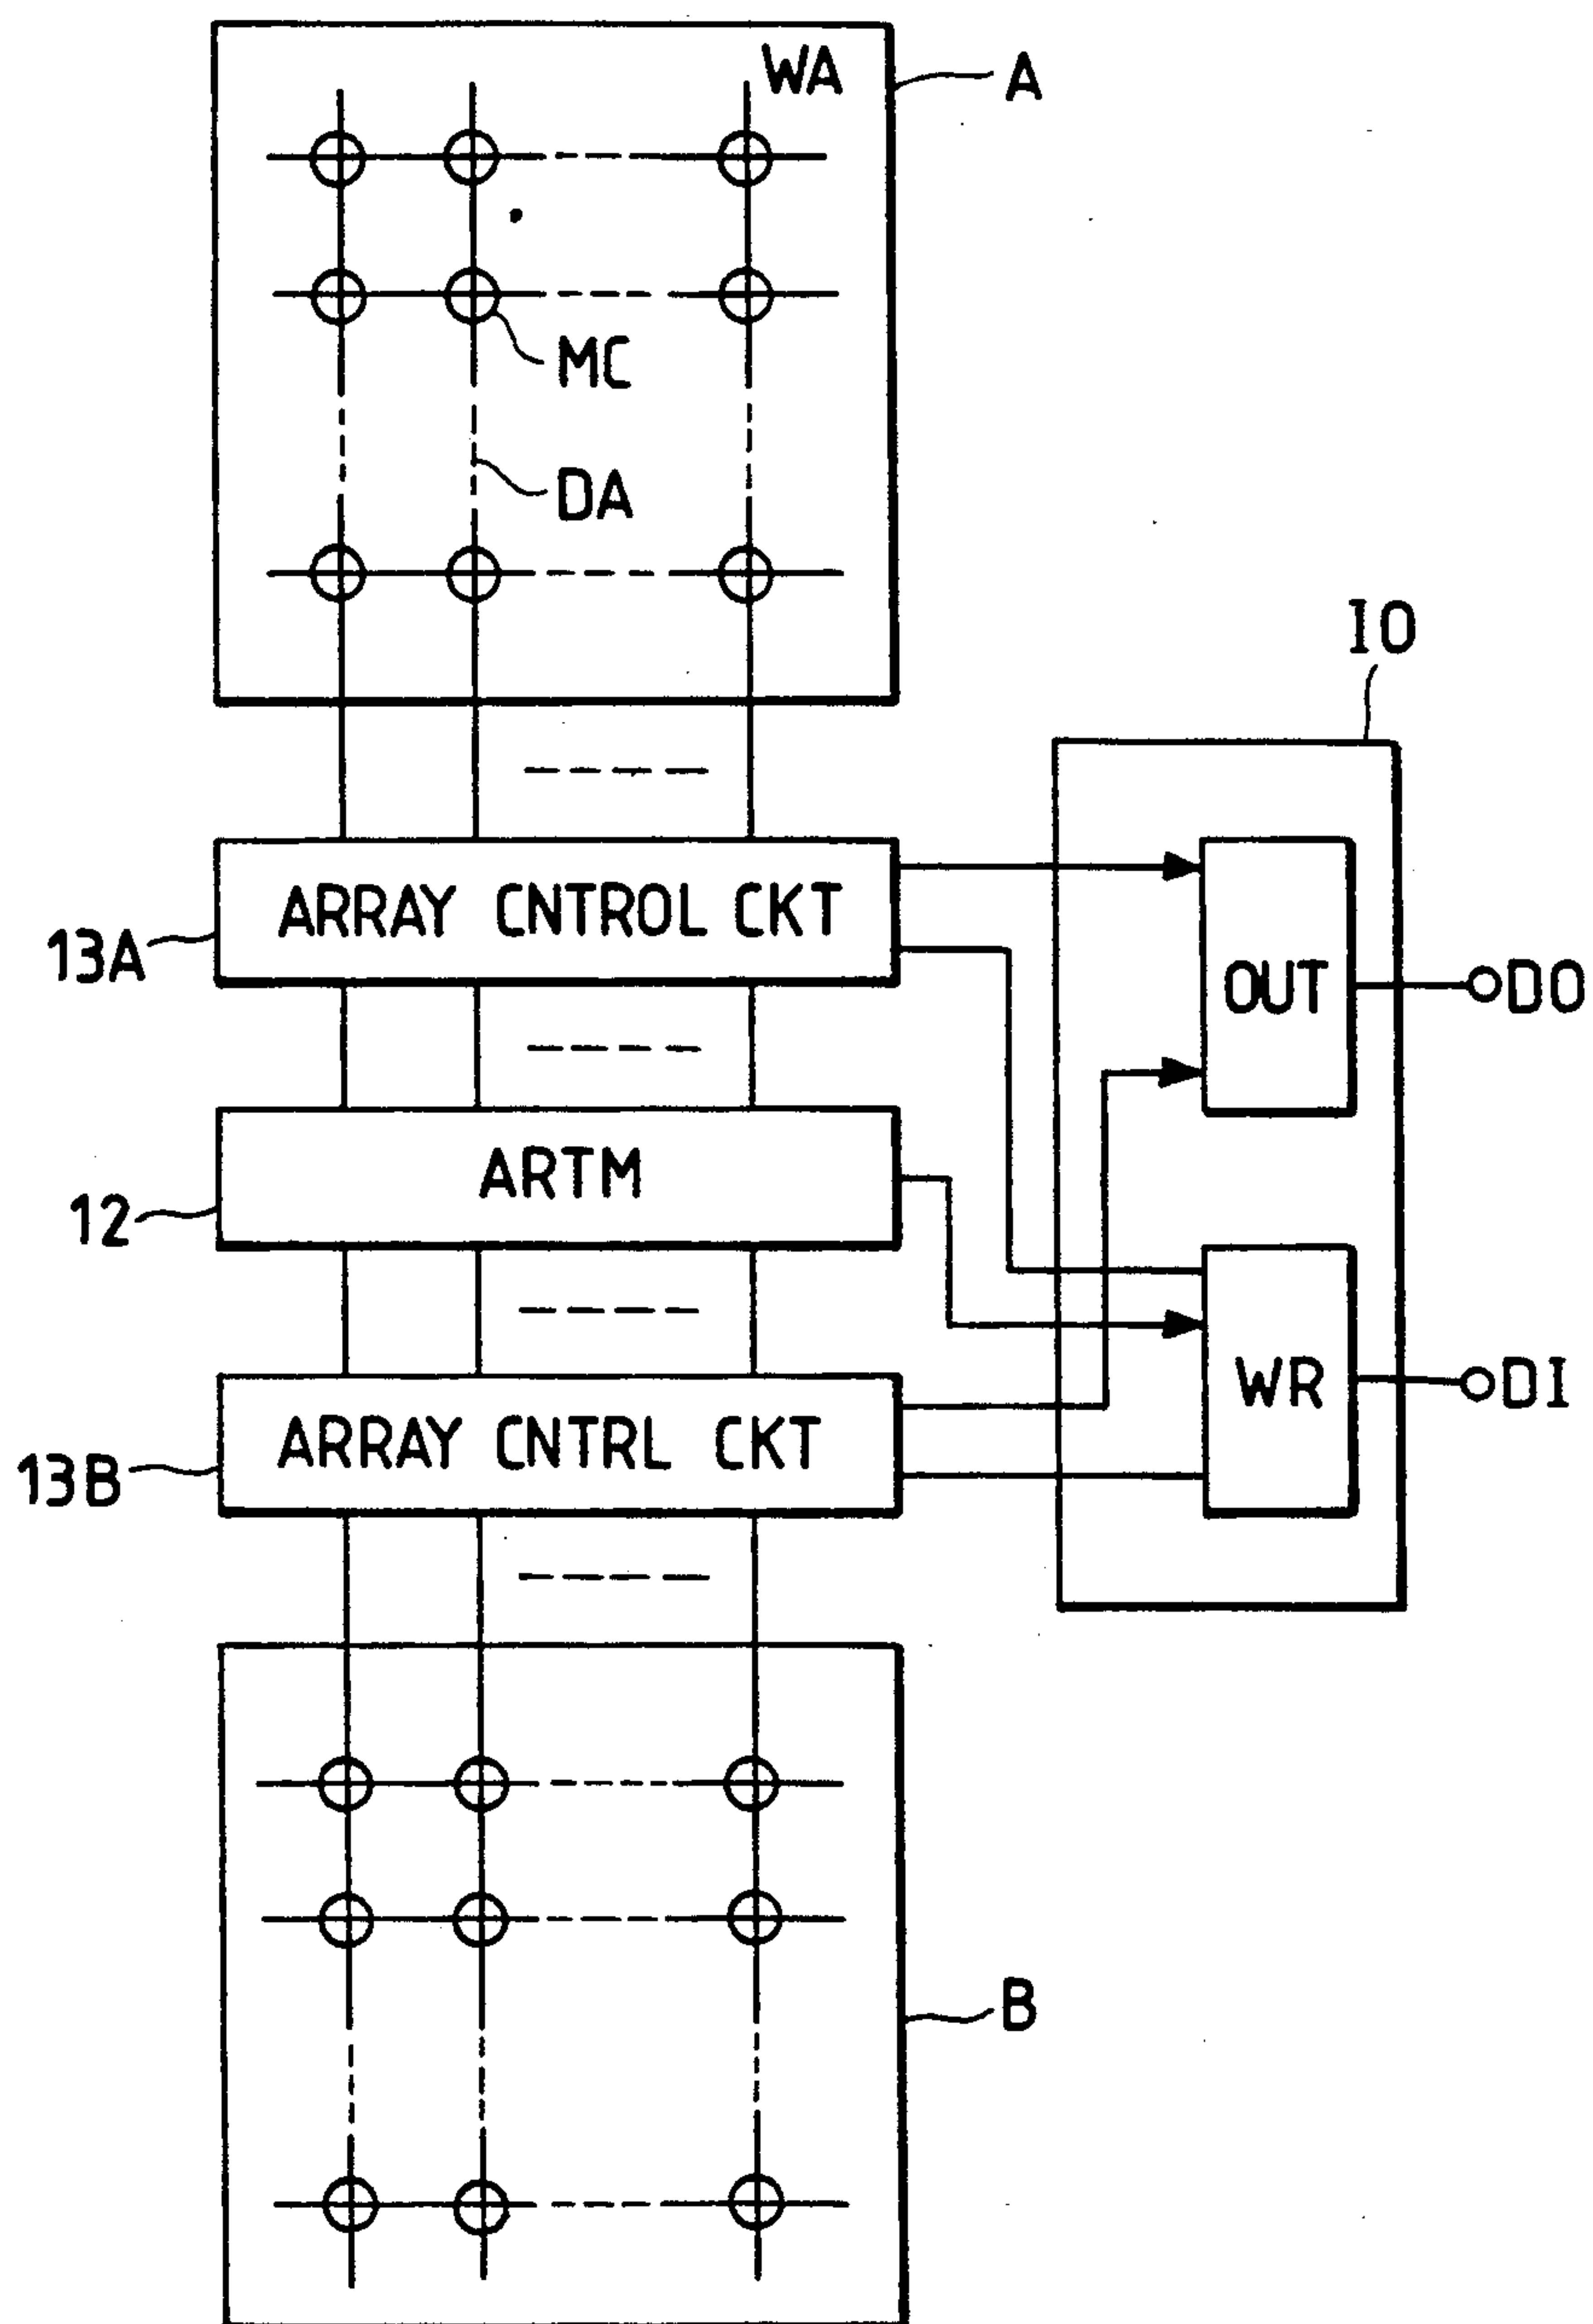 WA
A
MC
DA
IO
ARRAY CNTROL CKT
13A
OUT
DO
ARTM
12
WR
DI
ARRAY CNTRL CKT
13B
B